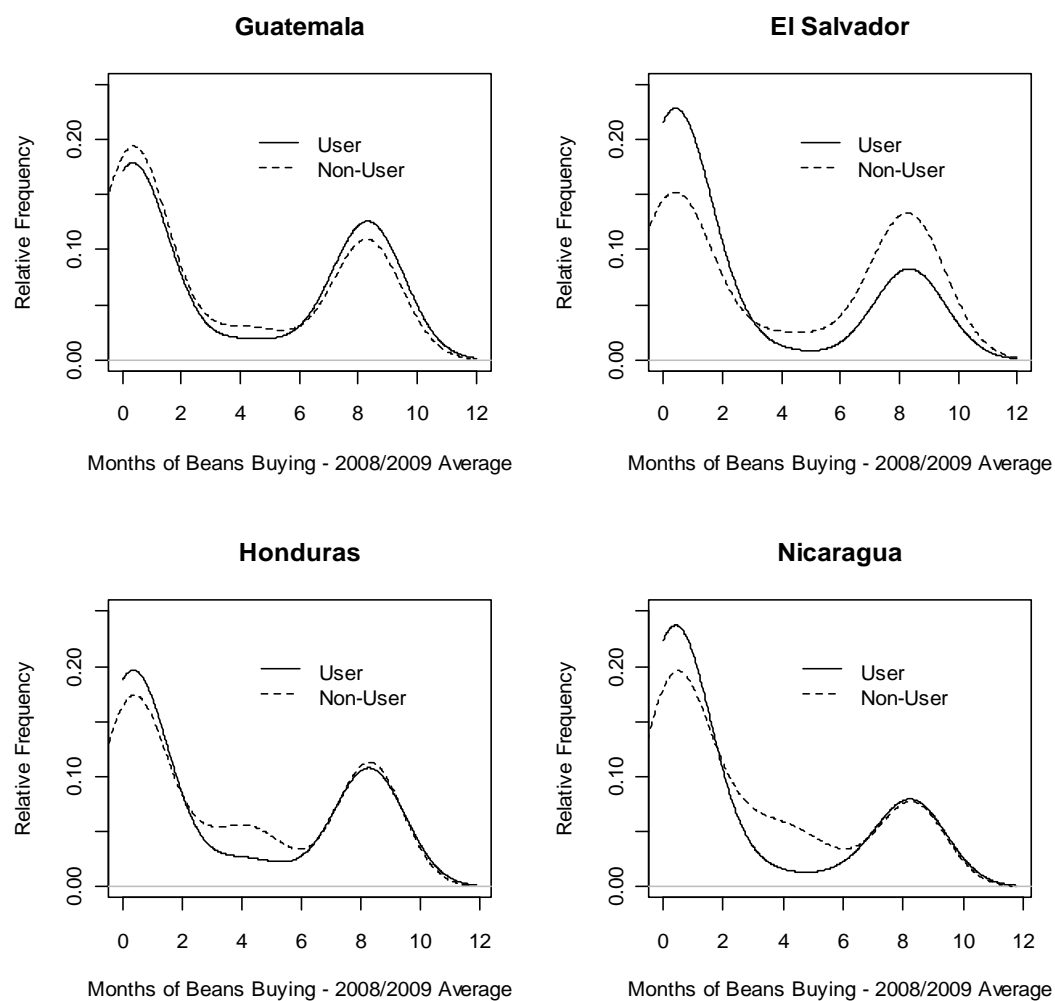 Guatemala
Relative Frequency
0.00 0.10 0.20
User
Non-User
0 2 4 6 8 10 12
Months of Beans Buying - 2008/2009 Average
El Salvador
Relative Frequency
0.00 0.10 0.20
User
Non-User
0 2 4 6 8 10 12
Months of Beans Buying - 2008/2009 Average
Honduras
Relative Frequency
0.00 0.10 0.20
User
Non-User
0 2 4 6 8 10 12
Months of Beans Buying - 2008/2009 Average
Nicaragua
Relative Frequency
0.00 0.10 0.20
User
Non-User
0 2 4 6 8 10 12
Months of Beans Buying - 2008/2009 Average